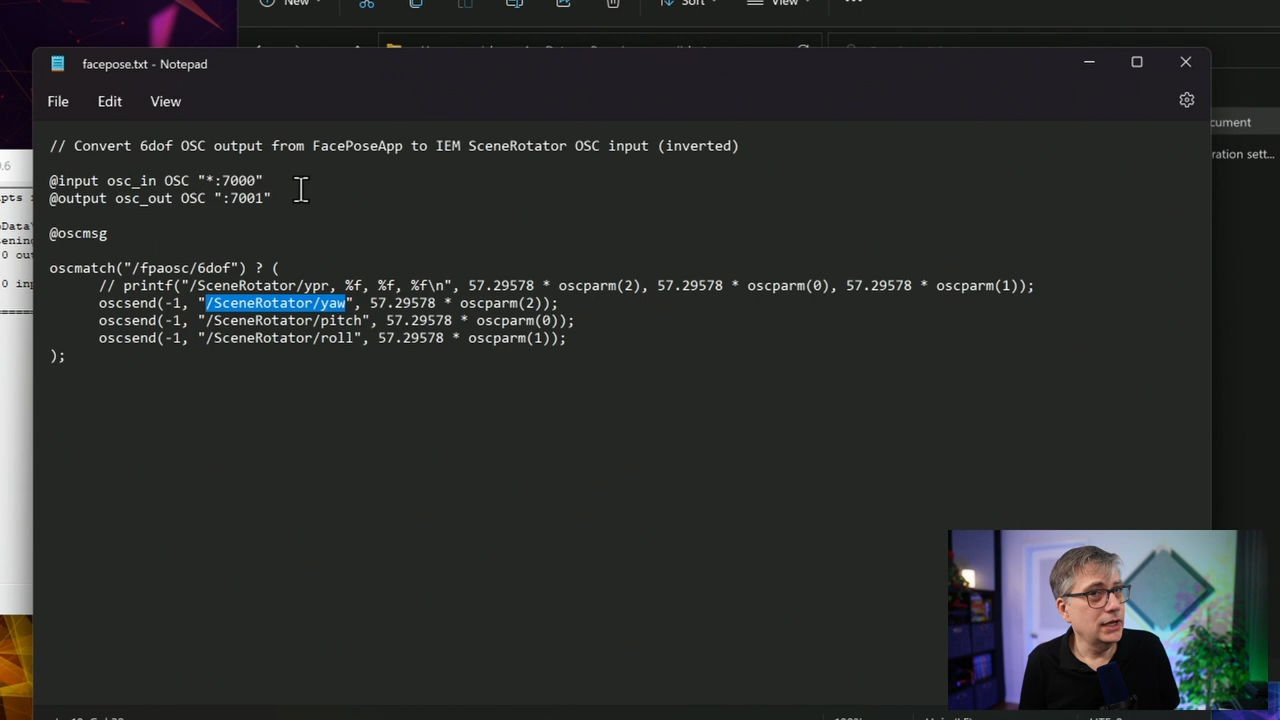 New
Sort
View
facepose.txt - Notepad
File Edit View
// Convert 6dof OSC output from FacePoseApp to IEM SceneRotator OSC input (inverted)
@input osc_in OSC "*:7000"
@output osc_out OSC ":7001"
@oscmsg
oscmatch("/fpaosc/6dof") ? (
// printf("/SceneRotator/ypr, %f, %f, %f\n", 57.29578 * oscparm(2), 57.29578 * oscparm(0), 57.29578 * oscparm(1));
oscsend(-1, "/SceneRotator/yaw", 57.29578 * oscparm(2));
oscsend(-1, "/SceneRotator/pitch", 57.29578 * oscparm(0));
oscsend(-1, "/SceneRotator/roll", 57.29578 * oscparm(1));
);